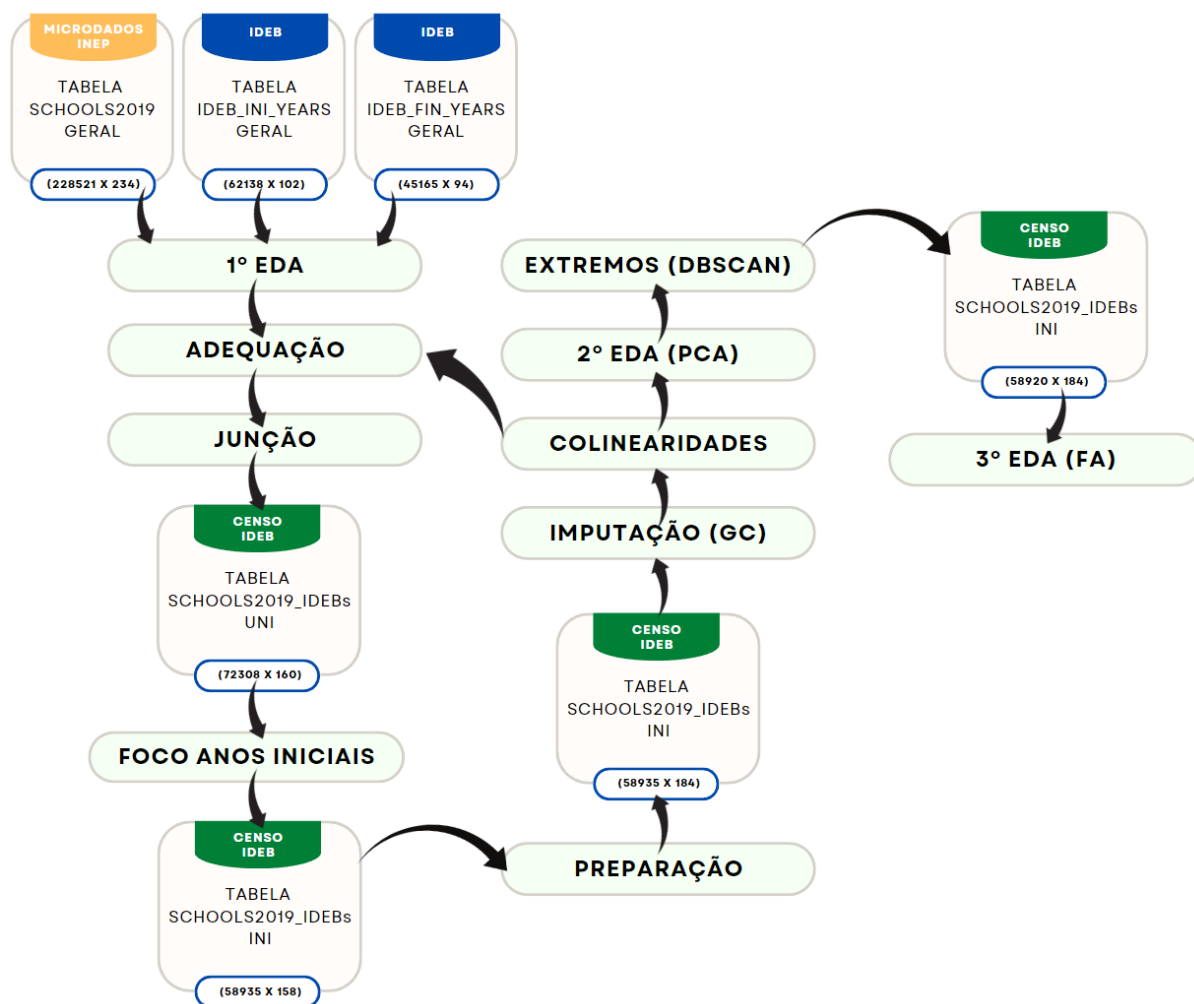 MICRODADOS
INEP
TABELA
SCHOOLS2019
GERAL
(228521 X 234)
IDEB
TABELA
IDEB_INI_YEARS
GERAL
(62138 X 102)
IDEB
TABELA
IDEB_FIN_YEARS
GERAL
(45165 X 94)
1º EDA
ADEQUAÇÃO
JUNÇÃO
CENSO
IDEB
TABELA
SCHOOLS2019_IDEBs
UNI
(72308 X 160)
FOCO ANOS INICIAIS
CENSO
IDEB
TABELA
SCHOOLS2019_IDEBs
INI
(58935 X 158)
PREPARAÇÃO
CENSO
IDEB
TABELA
SCHOOLS2019_IDEBs
INI
(58935 X 184)
IMPUTAÇÃO (GC)
COLINEARIDADES
2º EDA (PCA)
EXTREMOS (DBSCAN)
CENSO
IDEB
TABELA
SCHOOLS2019_IDEBs
INI
(58920 X 184)
3º EDA (FA)